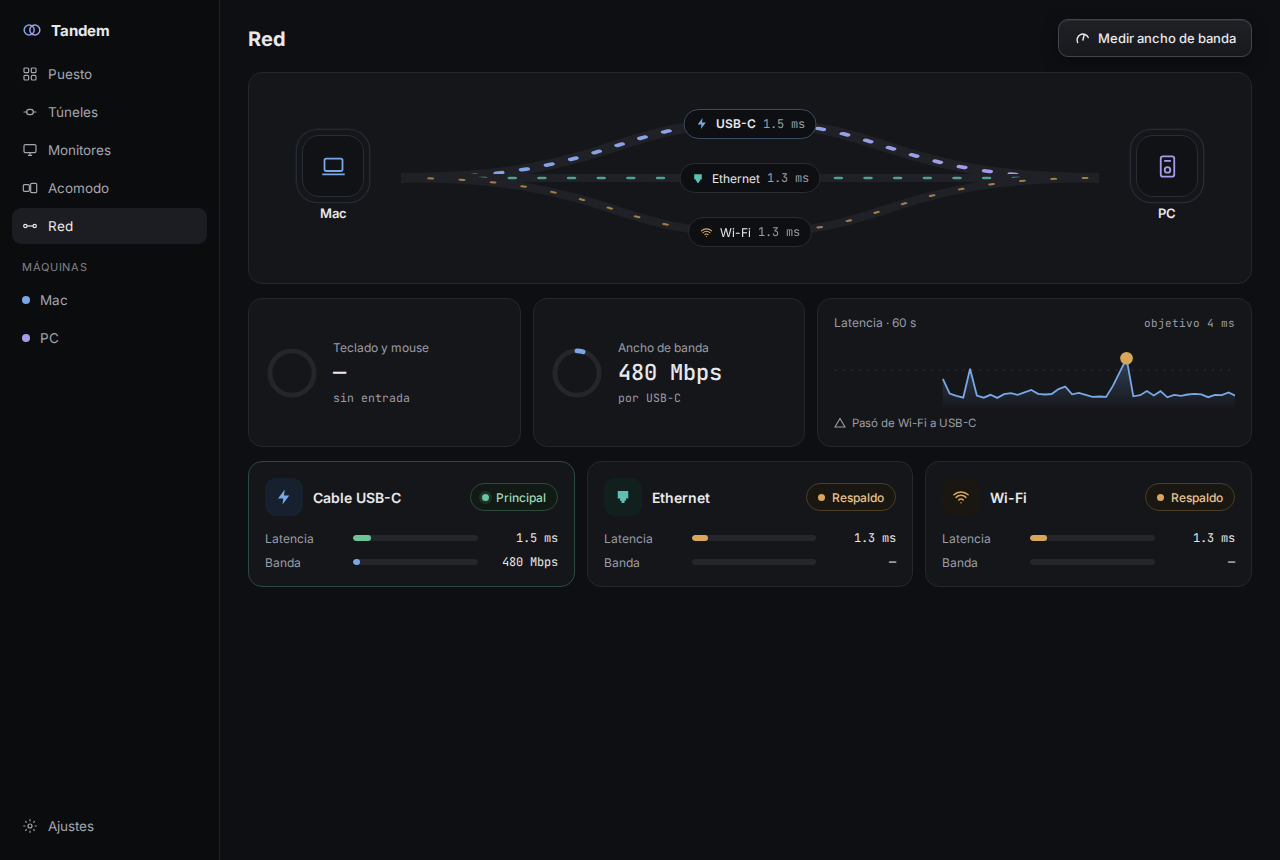 Tandem
Puesto
Túneles
Monitores
Acomodo
Red
MÁQUINAS
Mac
PC
Ajustes
Red
Medir ancho de banda
Mac
USB-C 1.5 ms
Ethernet 1.3 ms
Wi-Fi 1.3 ms
PC
Teclado y mouse
—
sin entrada
Ancho de banda
480 Mbps
por USB-C
Latencia · 60 s
objetivo 4 ms
Pasó de Wi-Fi a USB-C
Cable USB-C
Principal
Latencia 1.5 ms
Banda 480 Mbps
Ethernet
Respaldo
Latencia 1.3 ms
Banda —
Wi-Fi
Respaldo
Latencia 1.3 ms
Banda —